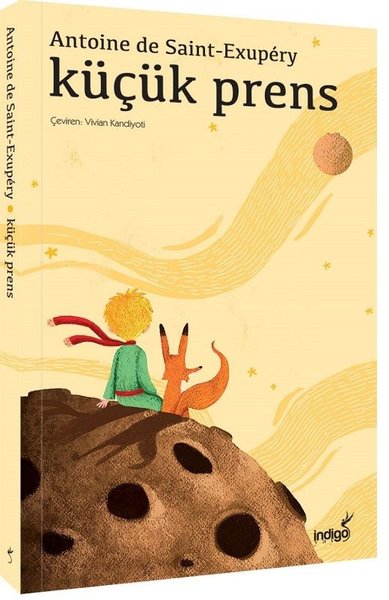 Antoine de Saint-Exupéry
küçük prens
Çeviren: Vivian Kandiyoti
Antoine de Saint-Exupéry • küçük prens
indigo